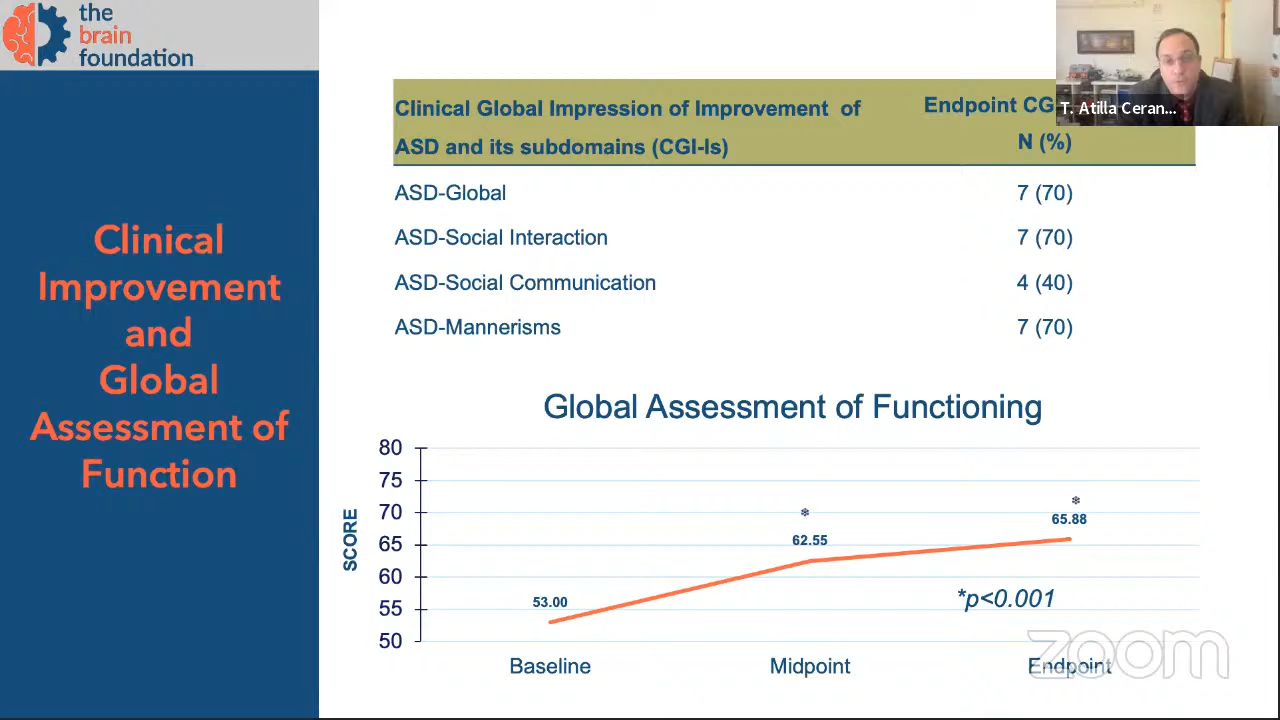 the
brain
foundation
T. Atilla Ceran...
Clinical
Improvement
and
Global
Assessment of
Function
Clinical Global Impression of Improvement of
ASD and its subdomains (CGI-Is)
Endpoint CG
N (%)
ASD-Global 7 (70)
ASD-Social Interaction 7 (70)
ASD-Social Communication 4 (40)
ASD-Mannerisms 7 (70)
Global Assessment of Functioning
SCORE
80
75
70
65
60
55
50
53.00
* 62.55
* 65.88
*p<0.001
Baseline Midpoint Endpoint
zoom